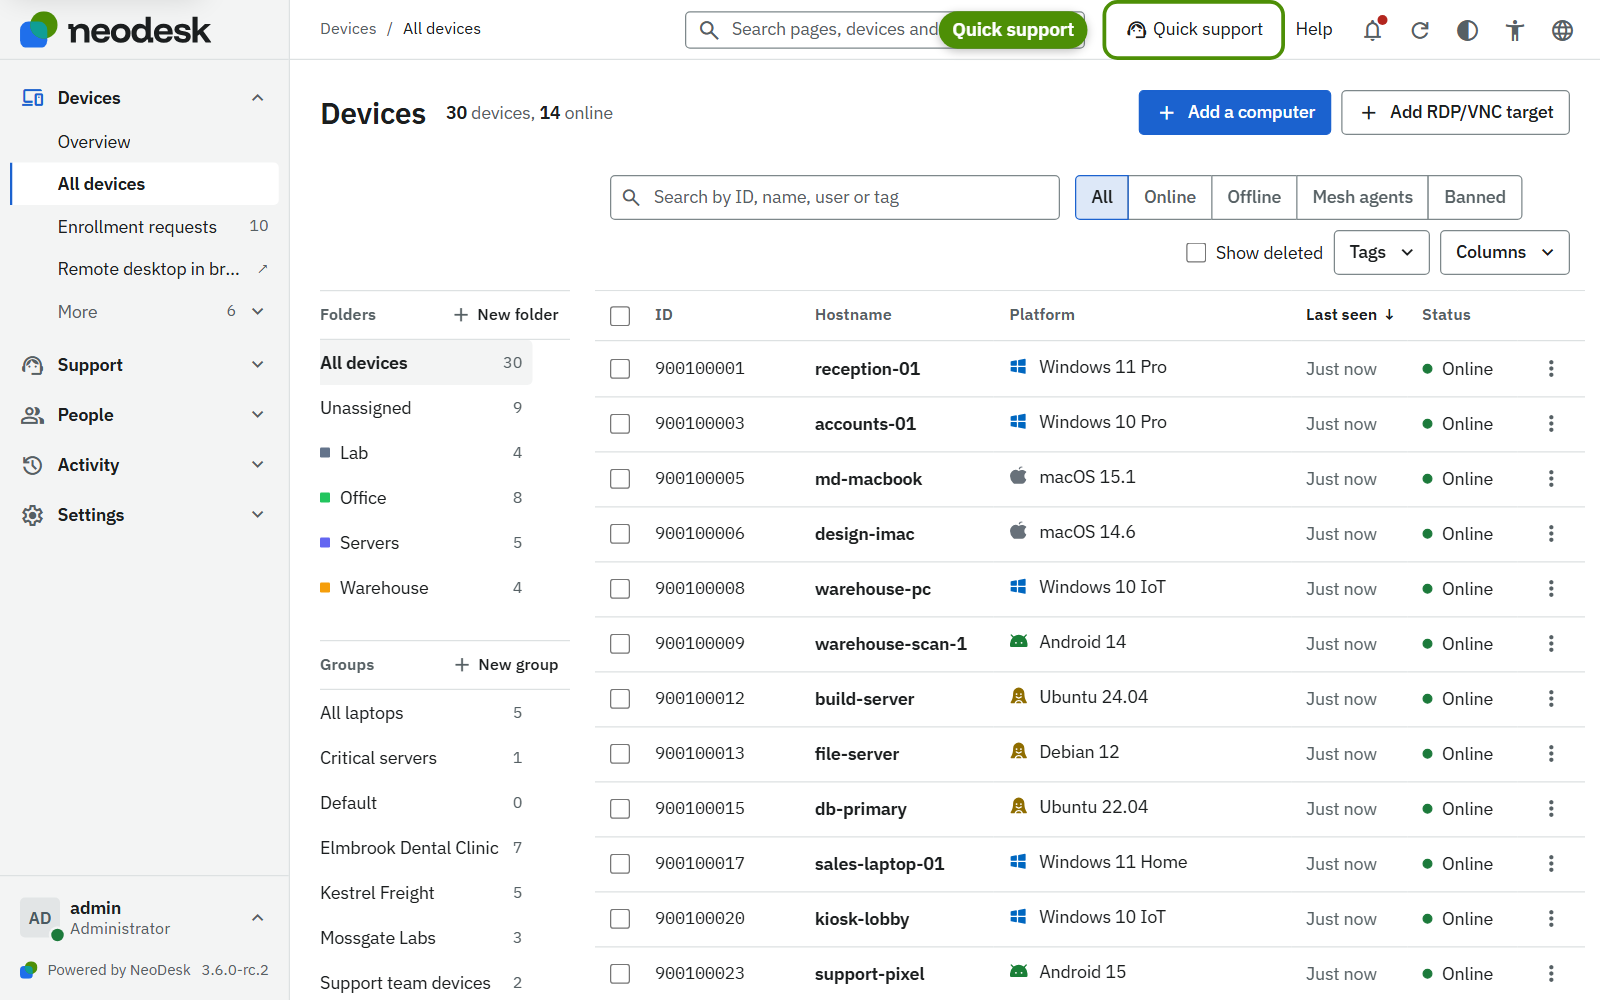 neodesk
Devices / All devices
Search pages, devices and
Quick support
Quick support
Help
Devices
Overview
All devices
Enrollment requests 10
Remote desktop in br... ↗
More 6
Support
People
Activity
Settings
AD
admin
Administrator
Powered by NeoDesk 3.6.0-rc.2
Devices 30 devices, 14 online
+ Add a computer
+ Add RDP/VNC target
Search by ID, name, user or tag
All Online Offline Mesh agents Banned
Show deleted Tags Columns
Folders + New folder
All devices 30
Unassigned 9
Lab 4
Office 8
Servers 5
Warehouse 4
Groups + New group
All laptops 5
Critical servers 1
Default 0
Elmbrook Dental Clinic 7
Kestrel Freight 5
Mossgate Labs 3
Support team devices 2
ID Hostname Platform Last seen ↓ Status
900100001 reception-01 Windows 11 Pro Just now Online
900100003 accounts-01 Windows 10 Pro Just now Online
900100005 md-macbook macOS 15.1 Just now Online
900100006 design-imac macOS 14.6 Just now Online
900100008 warehouse-pc Windows 10 IoT Just now Online
900100009 warehouse-scan-1 Android 14 Just now Online
900100012 build-server Ubuntu 24.04 Just now Online
900100013 file-server Debian 12 Just now Online
900100015 db-primary Ubuntu 22.04 Just now Online
900100017 sales-laptop-01 Windows 11 Home Just now Online
900100020 kiosk-lobby Windows 10 IoT Just now Online
900100023 support-pixel Android 15 Just now Online